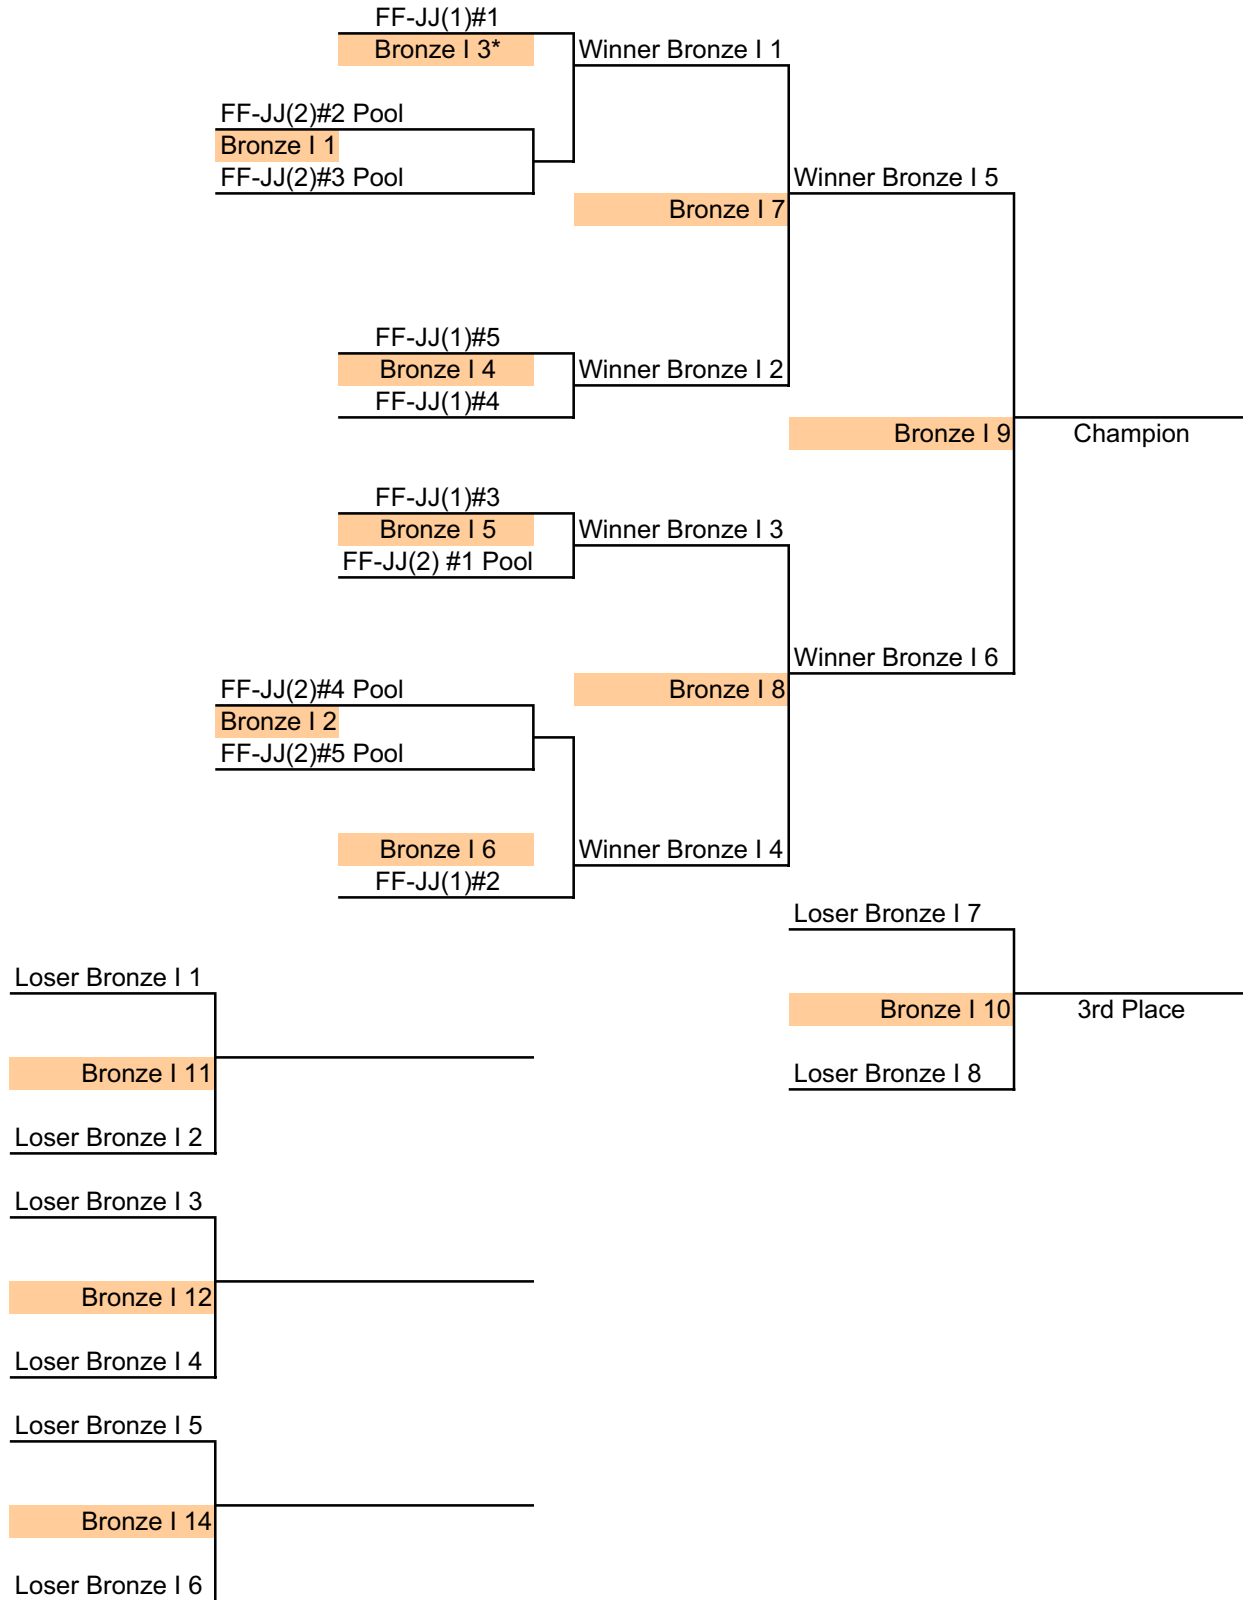 FF-JJ(1)#1
Bronze I 3*
Winner Bronze I 1
FF-JJ(2)#2 Pool
Bronze I 1
FF-JJ(2)#3 Pool
Winner Bronze I 5
Bronze I 7
FF-JJ(1)#5
Bronze I 4
Winner Bronze I 2
FF-JJ(1)#4
Bronze I 9
Champion
FF-JJ(1)#3
Bronze I 5
Winner Bronze I 3
FF-JJ(2) #1 Pool
Winner Bronze I 6
FF-JJ(2)#4 Pool
Bronze I 8
Bronze I 2
FF-JJ(2)#5 Pool
Bronze I 6
Winner Bronze I 4
FF-JJ(1)#2
Loser Bronze I 7
Loser Bronze I 1
Bronze I 10
3rd Place
Bronze I 11
Loser Bronze I 8
Loser Bronze I 2
Loser Bronze I 3
Bronze I 12
Loser Bronze I 4
Loser Bronze I 5
Bronze I 14
Loser Bronze I 6